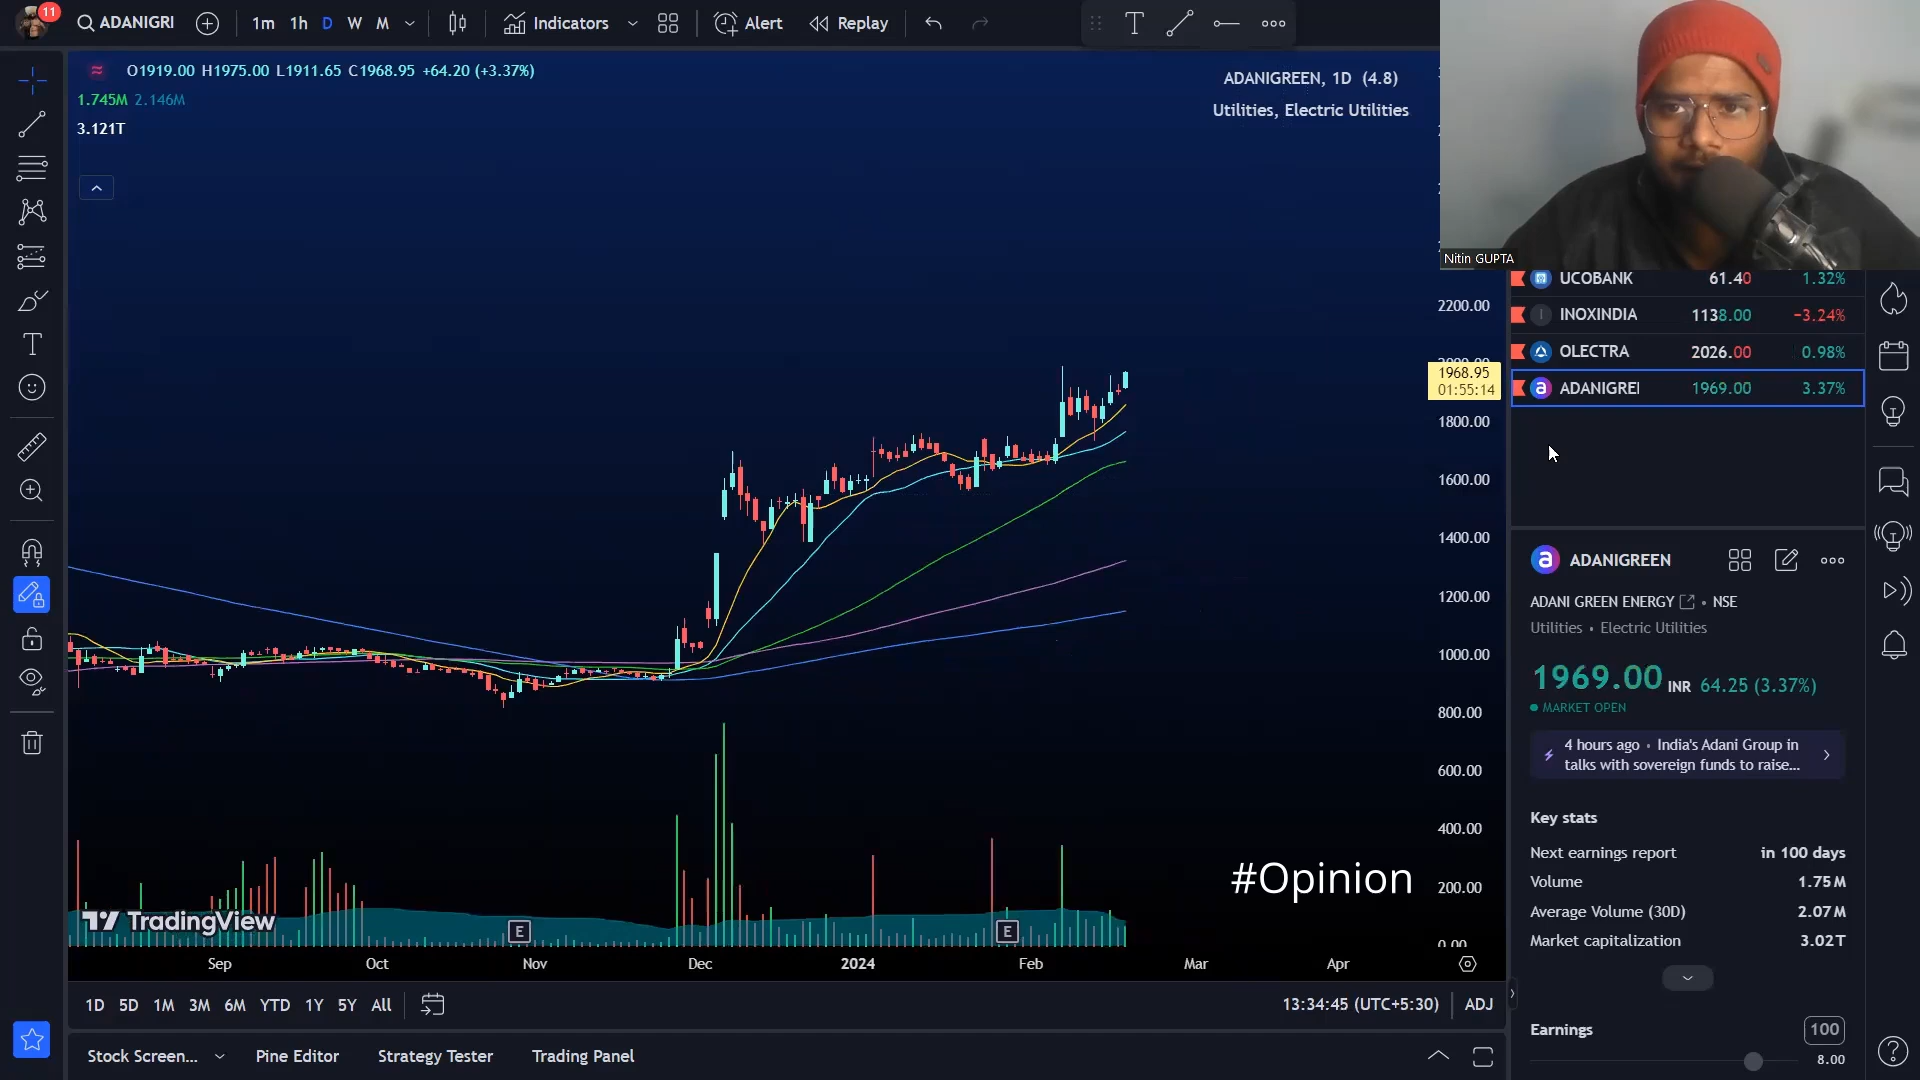 11
ADANIGRI
1m 1h D W M
Indicators
Alert
Replay
T
O1919.00 H1975.00 L1911.65 C1968.95 +64.20 (+3.37%)
1.745M 2.146M
3.121T
ADANIGREEN, 1D (4.8)
Utilities, Electric Utilities
Nitin GUPTA
UCOBANK 61.40 1.32%
INOXINDIA 1138.00 −3.24%
OLECTRA 2026.00 0.98%
ADANIGREI 1969.00 3.37%
2200.00
1968.95
01:55:14
1800.00
1600.00
1400.00
1200.00
1000.00
800.00
600.00
400.00
200.00
0.00
#Opinion
TradingView
E E
Sep Oct Nov Dec 2024 Feb Mar Apr
1D 5D 1M 3M 6M YTD 1Y 5Y All
13:34:45 (UTC+5:30) ADJ
Stock Screen... Pine Editor Strategy Tester Trading Panel
a ADANIGREEN
ADANI GREEN ENERGY • NSE
Utilities • Electric Utilities
1969.00 INR 64.25 (3.37%)
MARKET OPEN
4 hours ago • India's Adani Group in
talks with sovereign funds to raise...
Key stats
Next earnings report in 100 days
Volume 1.75M
Average Volume (30D) 2.07M
Market capitalization 3.02T
Earnings 100
8.00